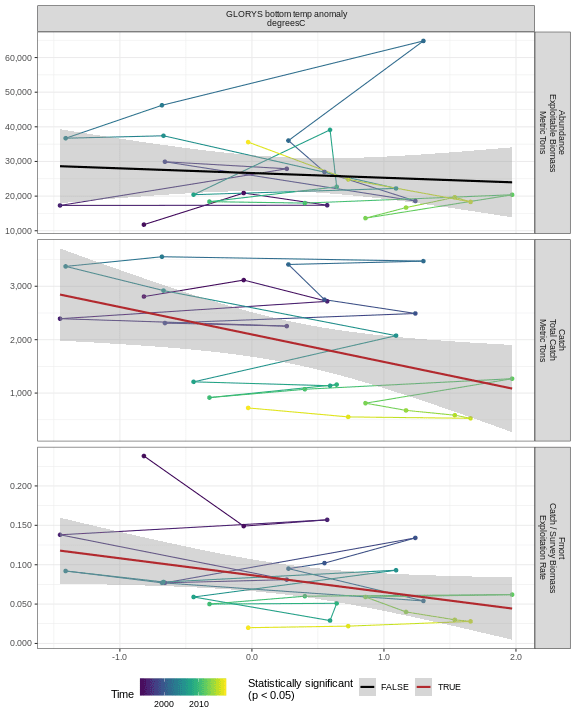 GLORYS bottom temp anomaly
degreesC
60,000
50,000
40,000
30,000
20,000
10,000
Abundance
Exploitable Biomass
Metric Tons
3,000
2,000
1,000
Catch
Total Catch
Metric Tons
0.200
0.150
0.100
0.050
0.000
Fmort
Catch / Survey Biomass
Exploitation Rate
-1.0
0.0
1.0
2.0
Time
2000
2010
Statistically significant
(p < 0.05)
FALSE
TRUE